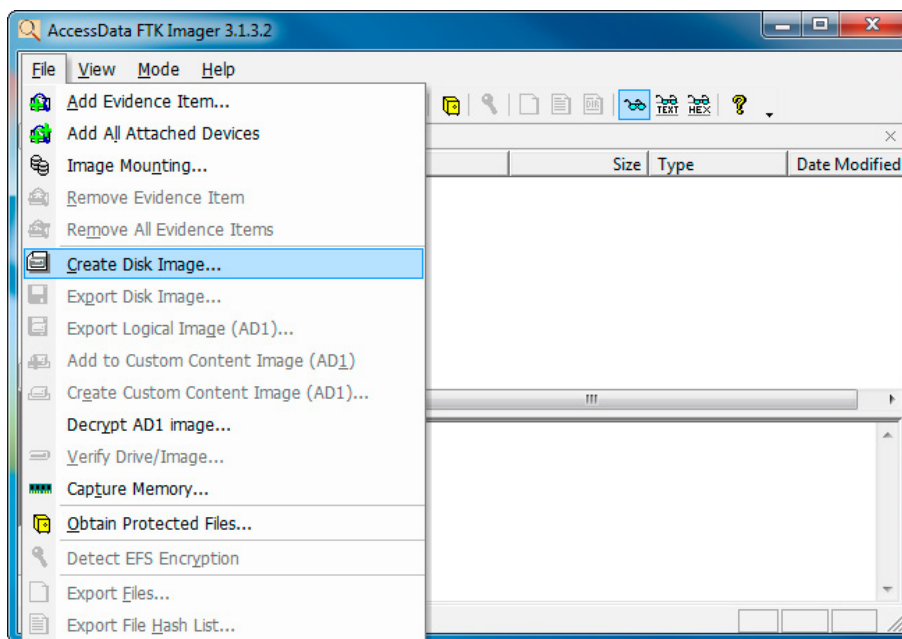 AccessData FTK Imager 3.1.3.2
File View Mode Help
Add Evidence Item...
Add All Attached Devices
Image Mounting...
Remove Evidence Item
Remove All Evidence Items
Create Disk Image...
Export Disk Image...
Export Logical Image (AD1)...
Add to Custom Content Image (AD1)
Create Custom Content Image (AD1)...
Decrypt AD1 image...
Verify Drive/Image...
Capture Memory...
Obtain Protected Files...
Detect EFS Encryption
Export Files...
Export File Hash List...
DIR TEXT HEX ?
Size Type Date Modified